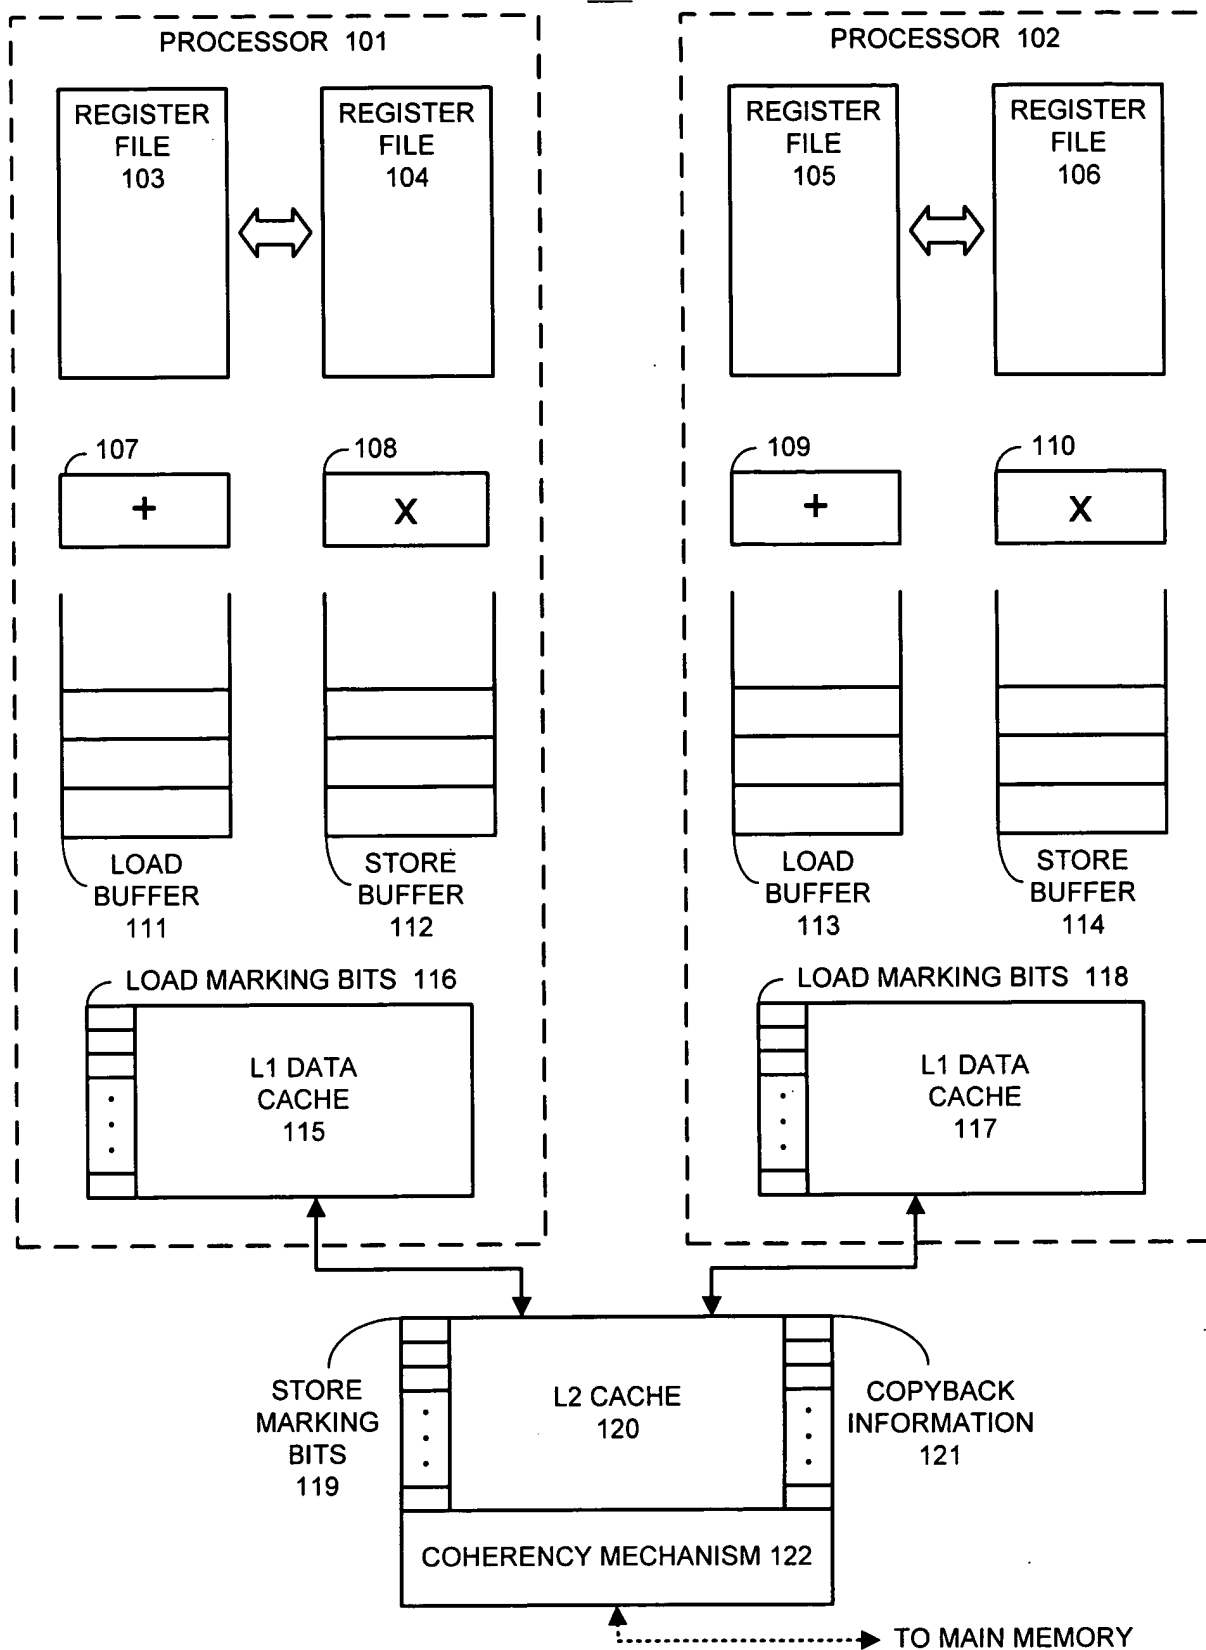 PROCESSOR 101
REGISTER
FILE
103
REGISTER
FILE
104
107
+
108
X
LOAD
BUFFER
111
STORE
BUFFER
112
LOAD MARKING BITS 116
L1 DATA
CACHE
115
PROCESSOR 102
REGISTER
FILE
105
REGISTER
FILE
106
109
+
110
X
LOAD
BUFFER
113
STORE
BUFFER
114
LOAD MARKING BITS 118
L1 DATA
CACHE
117
STORE
MARKING
BITS
119
L2 CACHE
120
COPYBACK
INFORMATION
121
COHERENCY MECHANISM 122
TO MAIN MEMORY